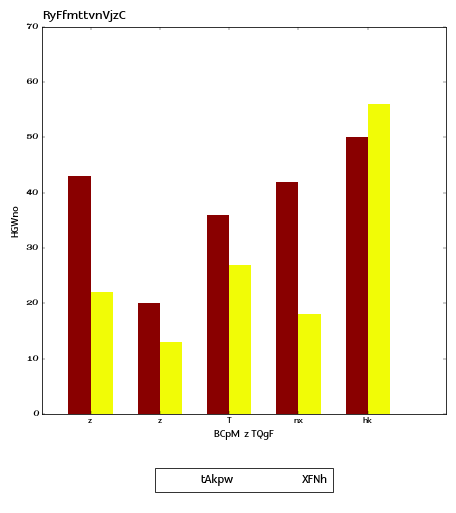 RyFfmttvnVjzC
70
60
50
40
30
20
10
0
HGWno
z z T nx hk
BCpM z TQgF
tAkpw XFNh